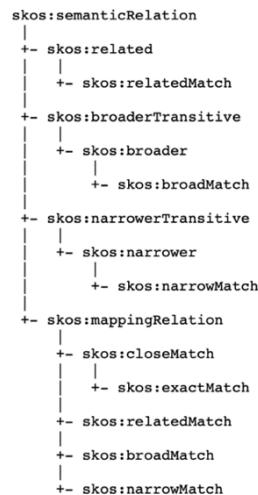 skos:semanticRelation
|
+- skos:related
|   |
|   +- skos:relatedMatch
|
+- skos:broaderTransitive
|   |
|   +- skos:broader
|       |
|       +- skos:broadMatch
|
+- skos:narrowerTransitive
|   |
|   +- skos:narrower
|       |
|       +- skos:narrowMatch
|
+- skos:mappingRelation
    |
    +- skos:closeMatch
    |   |
    |   +- skos:exactMatch
    |
    +- skos:relatedMatch
    |
    +- skos:broadMatch
    |
    +- skos:narrowMatch